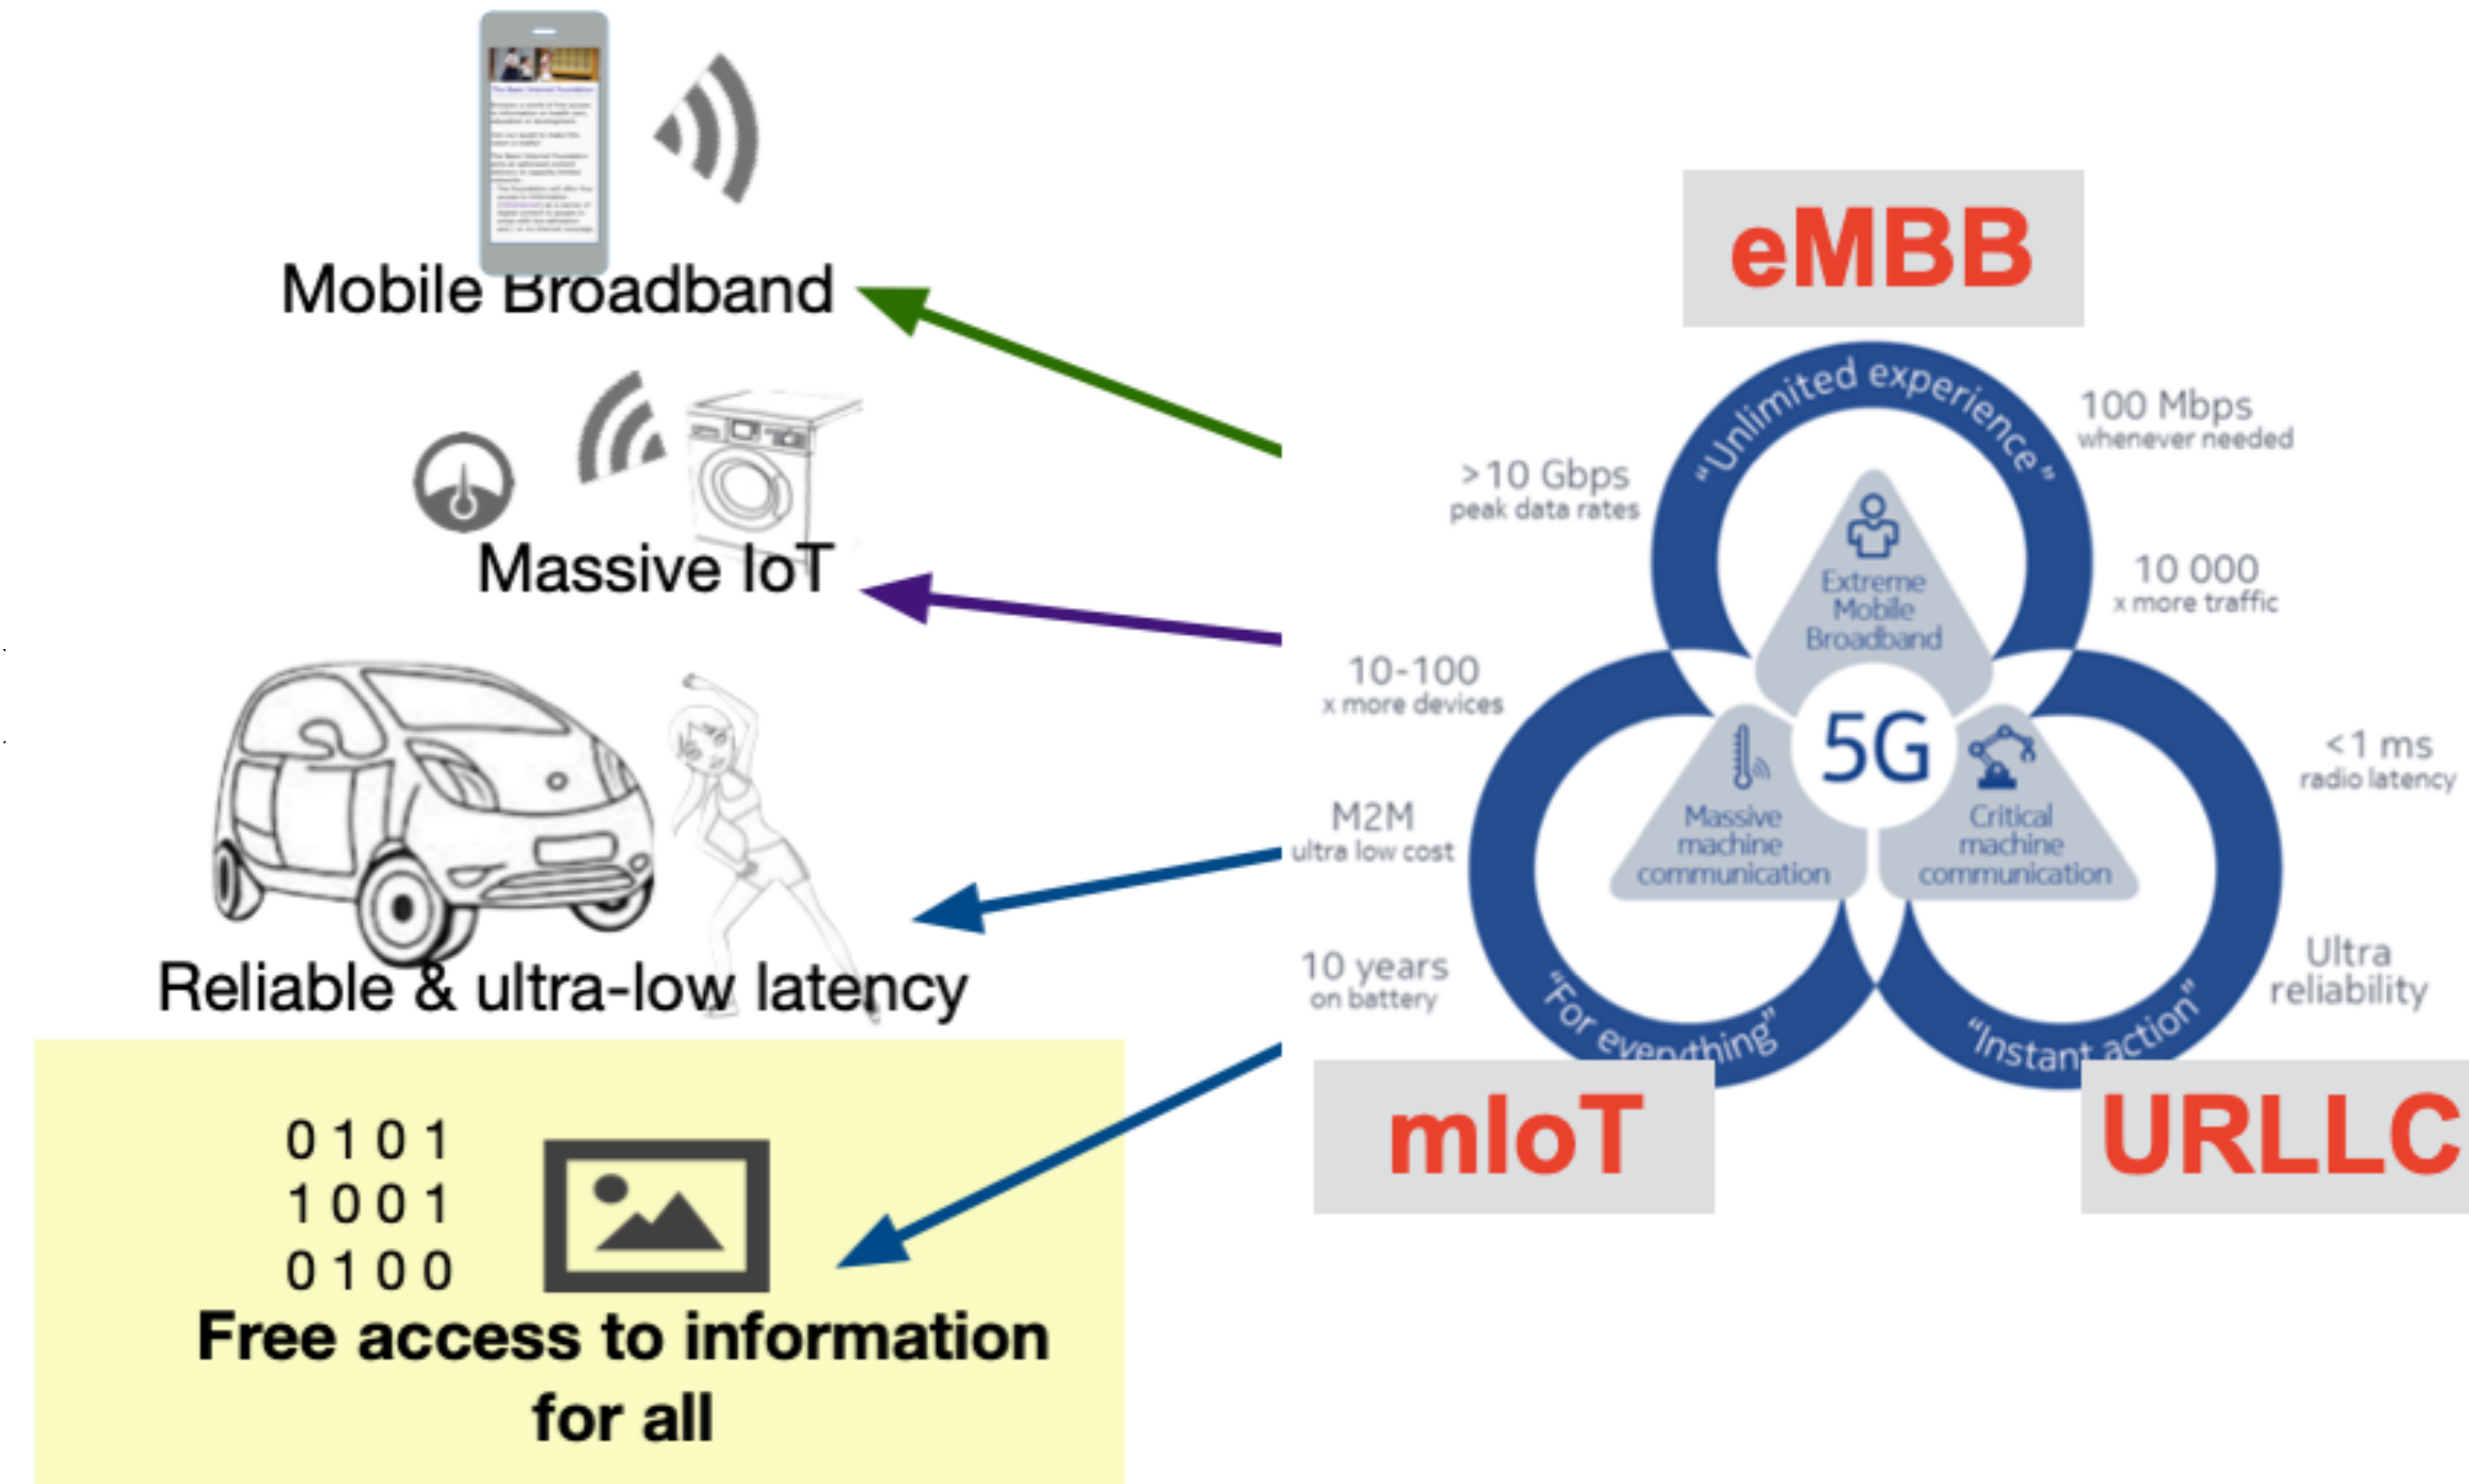 The Basic Internet Foundation
Mobile Broadband
Massive IoT
Reliable & ultra-low latency
0 1 0 1
1 0 0 1
0 1 0 0
Free access to information
for all
eMBB
“Unlimited experience”
100 Mbps
whenever needed
>10 Gbps
peak data rates
10 000
x more traffic
Extreme
Mobile
Broadband
10-100
x more devices
5G
<1 ms
radio latency
M2M
ultra low cost
Massive
machine
communication
Critical
machine
communication
10 years
on battery
Ultra
reliability
“For everything”
“Instant action”
mIoT
URLLC